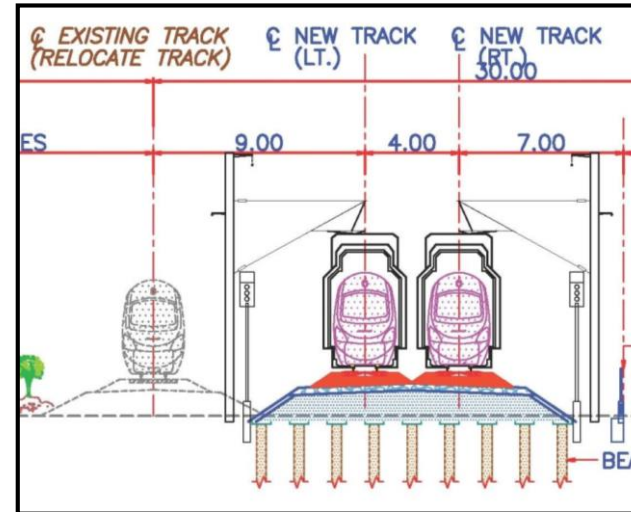 ℄ EXISTING TRACK
(RELOCATE TRACK)
℄ NEW TRACK
(LT.)
℄ NEW TRACK
(RT.)
30.00
ES
9.00
4.00
7.00
BEA